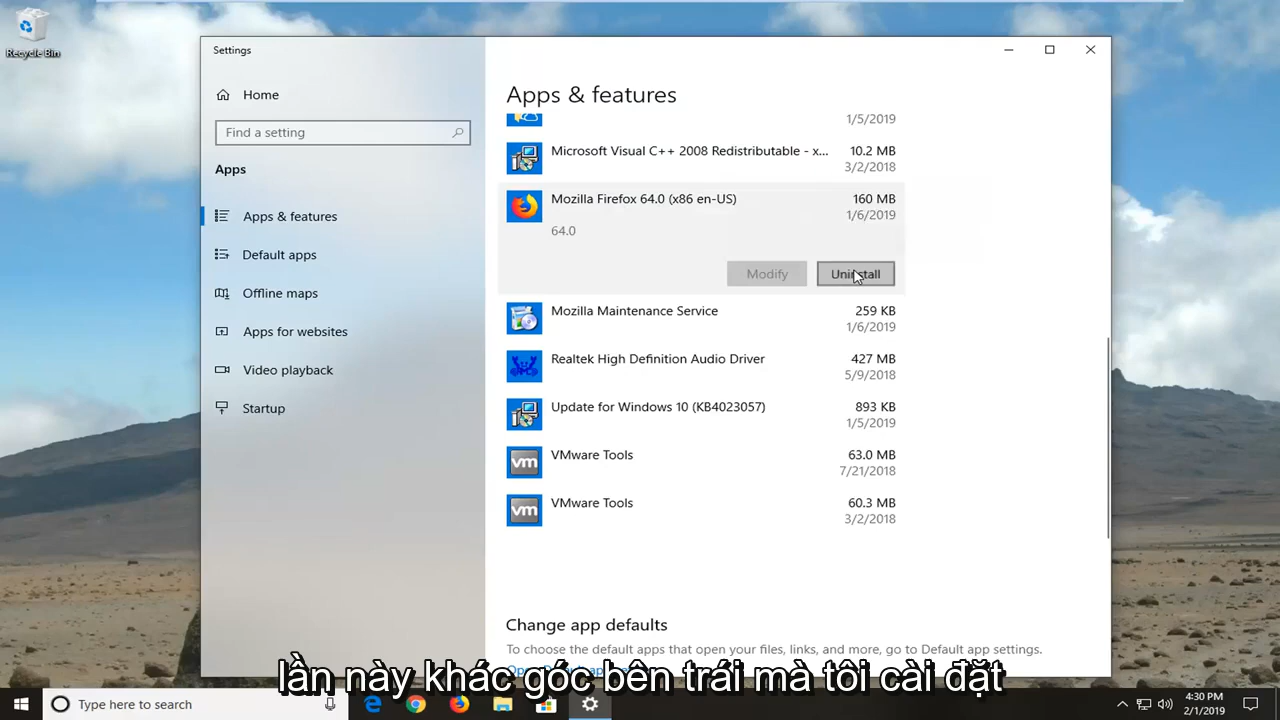 Recycle Bin
Settings
Home
Find a setting
Apps
Apps & features
Default apps
Offline maps
Apps for websites
Video playback
Startup
Apps & features
1/5/2019
Microsoft Visual C++ 2008 Redistributable - x... 10.2 MB
3/2/2018
Mozilla Firefox 64.0 (x86 en-US) 160 MB
1/6/2019
64.0
Modify Uninstall
Mozilla Maintenance Service 259 KB
1/6/2019
Realtek High Definition Audio Driver 427 MB
5/9/2018
Update for Windows 10 (KB4023057) 893 KB
1/5/2019
VMware Tools 63.0 MB
7/21/2018
VMware Tools 60.3 MB
3/2/2018
Change app defaults
To choose the default apps that open your files, links, and more, go to Default app settings.
lần này khác góc bên trái mà tôi cài đặt
Type here to search
4:30 PM
2/1/2019